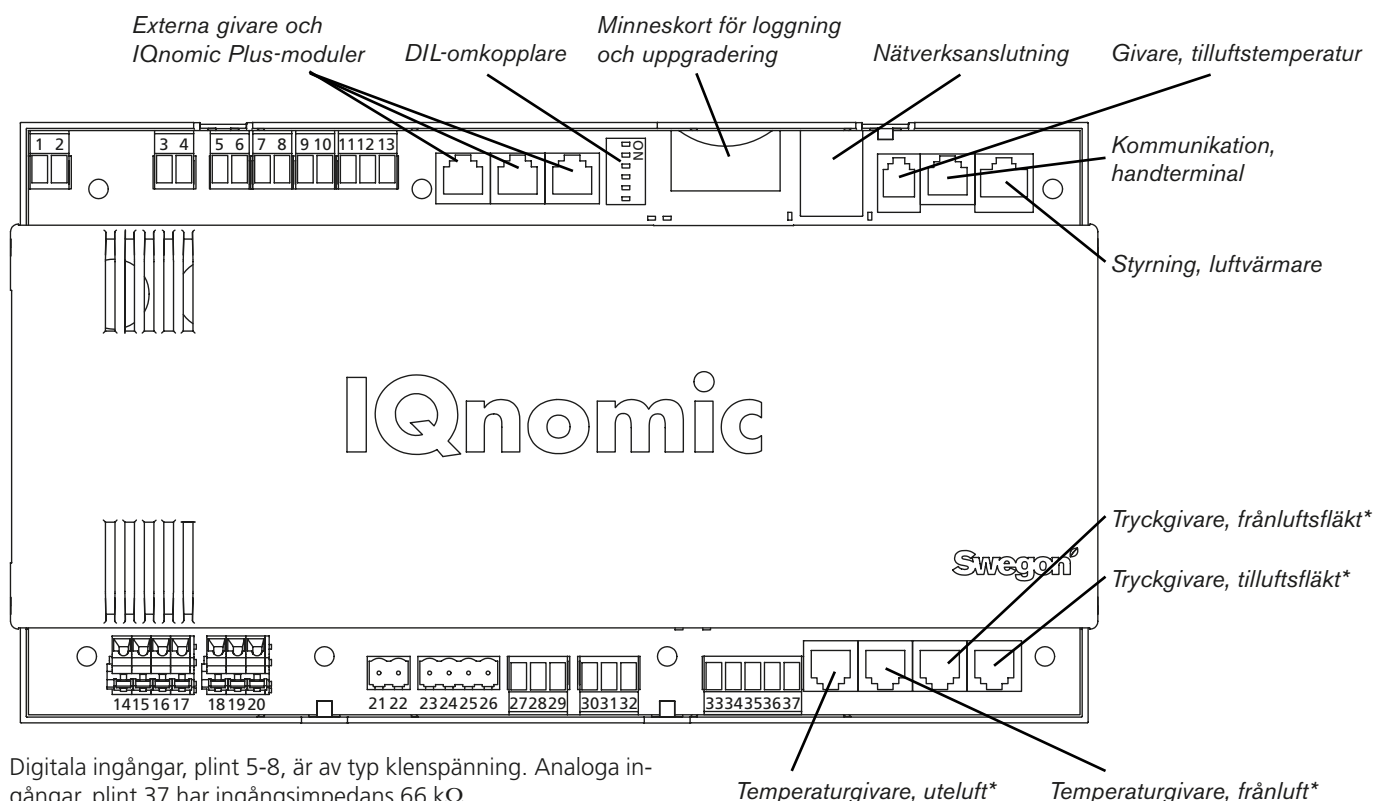 Externa givare och
IQnomic Plus-moduler
DIL-omkopplare
Minneskort för loggning
och uppgradering
Nätverksanslutning
Givare, tilluftstemperatur
Kommunikation,
handterminal
Styrning, luftvärmare
1 2 3 4 5 6 7 8 9 10 11 12 13
ON
IQnomic
Swegon
Tryckgivare, frånluftsfläkt*
Tryckgivare, tilluftsfläkt*
14 15 16 17 18 19 20 21 22 23 24 25 26 27 28 29 30 31 32 33 34 35 36 37
Temperaturgivare, uteluft*
Temperaturgivare, frånluft*
Digitala ingångar, plint 5-8, är av typ klenspänning. Analoga in-
gångar, plint 37 har ingångsimpedans 66 kΩ